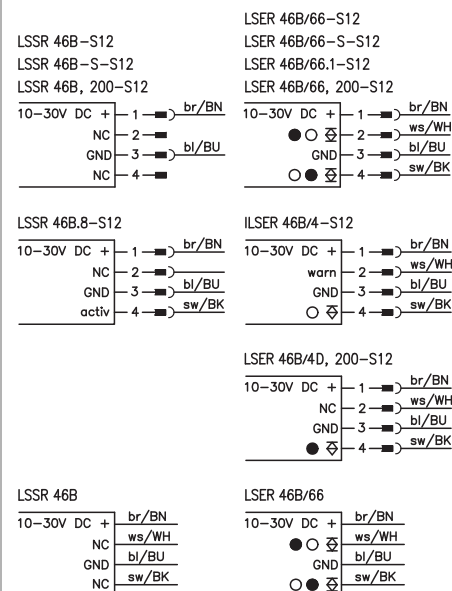 LSSR 46B-S12
LSSR 46B-S-S12
LSSR 46B, 200-S12
10-30V DC + 1 br/BN
NC 2
GND 3 bl/BU
NC 4
LSER 46B/66-S12
LSER 46B/66-S-S12
LSER 46B/66.1-S12
LSER 46B/66, 200-S12
10-30V DC + 1 br/BN
2 ws/WH
GND 3 bl/BU
4 sw/BK
LSSR 46B.8-S12
10-30V DC + 1 br/BN
NC 2
GND 3 bl/BU
activ 4 sw/BK
ILSER 46B/4-S12
10-30V DC + 1 br/BN
warn 2 ws/WH
GND 3 bl/BU
4 sw/BK
LSER 46B/4D, 200-S12
10-30V DC + 1 br/BN
NC 2 ws/WH
GND 3 bl/BU
4 sw/BK
LSSR 46B
10-30V DC + br/BN
NC ws/WH
GND bl/BU
NC sw/BK
LSER 46B/66
10-30V DC + br/BN
ws/WH
GND bl/BU
sw/BK